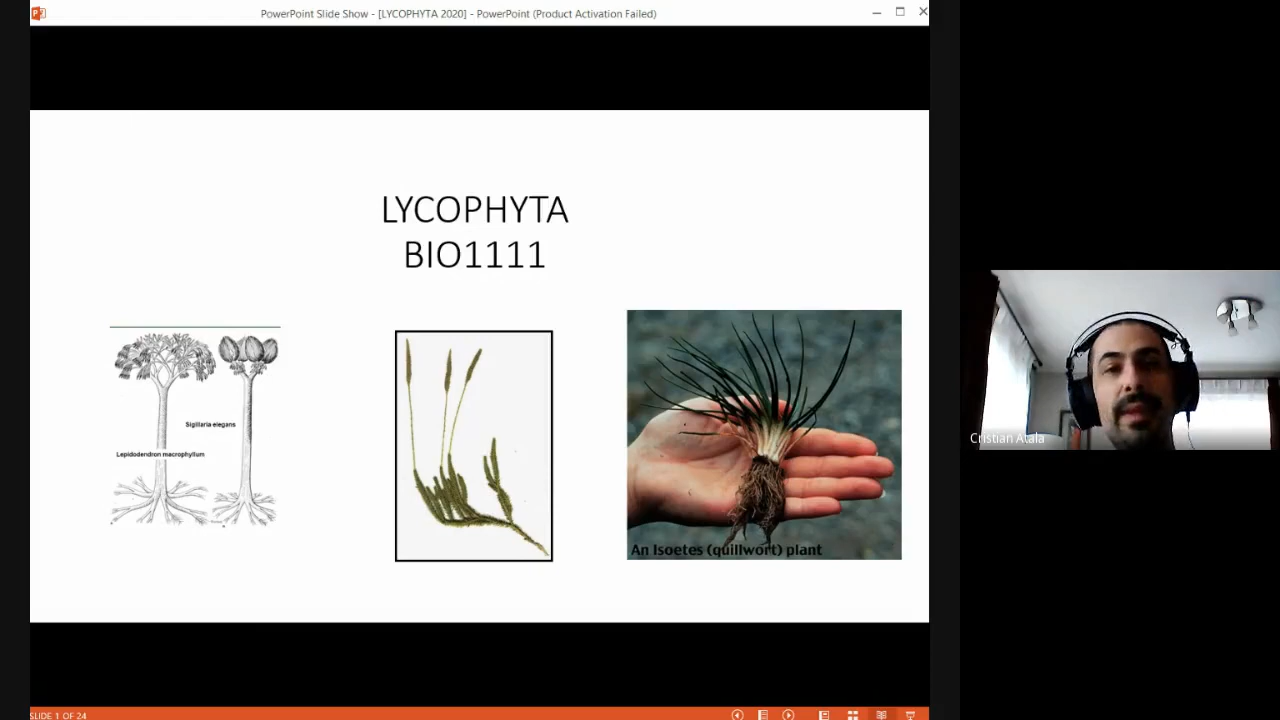 PowerPoint Slide Show - [LYCOPHYTA 2020] - PowerPoint (Product Activation Failed)
LYCOPHYTA
BIO1111
Sigillaria elegans
Lepidodendron macrophyllum
An Isoetes (quillwort) plant
Cristian Atala
SLIDE 1 OF 24